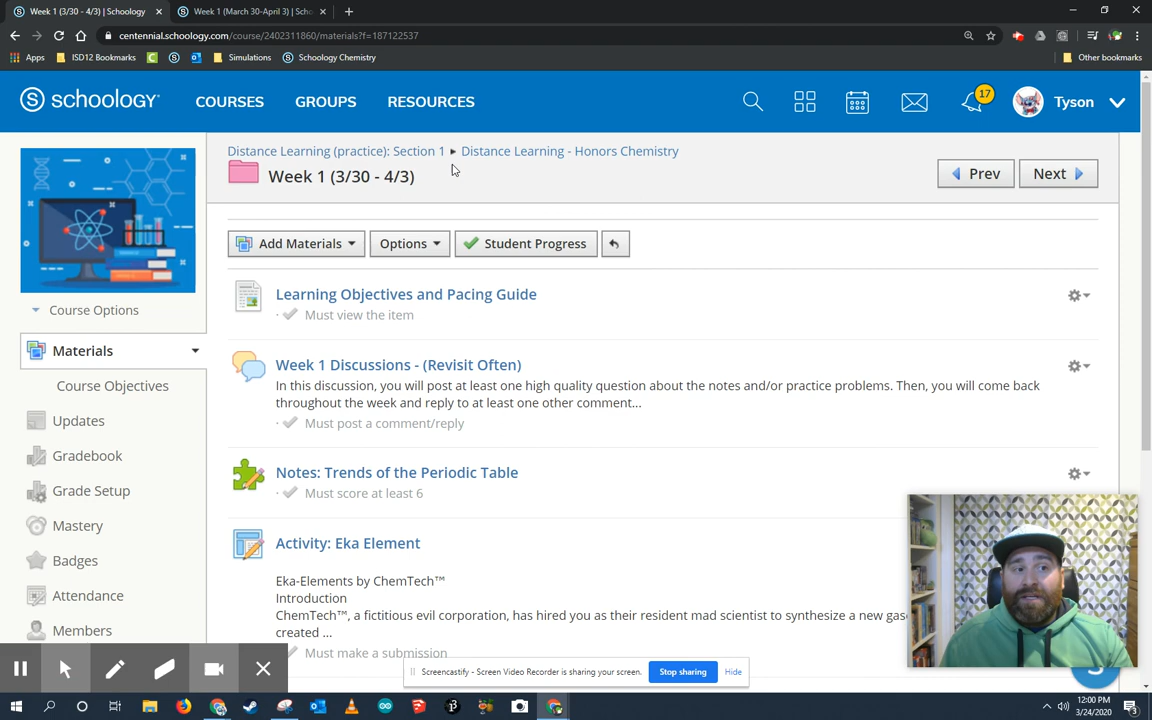 Week 1 (3/30 - 4/3) | Schoology
Week 1 (March 30-April 3) | Scho
centennial.schoology.com/course/2402311860/materials?f=187122537
Apps
ISD12 Bookmarks
Simulations
Schoology Chemistry
Other bookmarks
schoology
COURSES
GROUPS
RESOURCES
17
Tyson
Distance Learning (practice): Section 1
Distance Learning - Honors Chemistry
Week 1 (3/30 - 4/3)
Prev
Next
Add Materials
Options
Student Progress
Learning Objectives and Pacing Guide
· Must view the item
Week 1 Discussions - (Revisit Often)
In this discussion, you will post at least one high quality question about the notes and/or practice problems. Then, you will come back
throughout the week and reply to at least one other comment...
· Must post a comment/reply
Notes: Trends of the Periodic Table
· Must score at least 6
Activity: Eka Element
Eka-Elements by ChemTech™
Introduction
ChemTech™, a fictitious evil corporation, has hired you as their resident mad scientist to synthesize a new gase
created ...
Must make a submission
Course Options
Materials
Course Objectives
Updates
Gradebook
Grade Setup
Mastery
Badges
Attendance
Members
Screencastify - Screen Video Recorder is sharing your screen.
Stop sharing
Hide
12:00 PM
3/24/2020
3